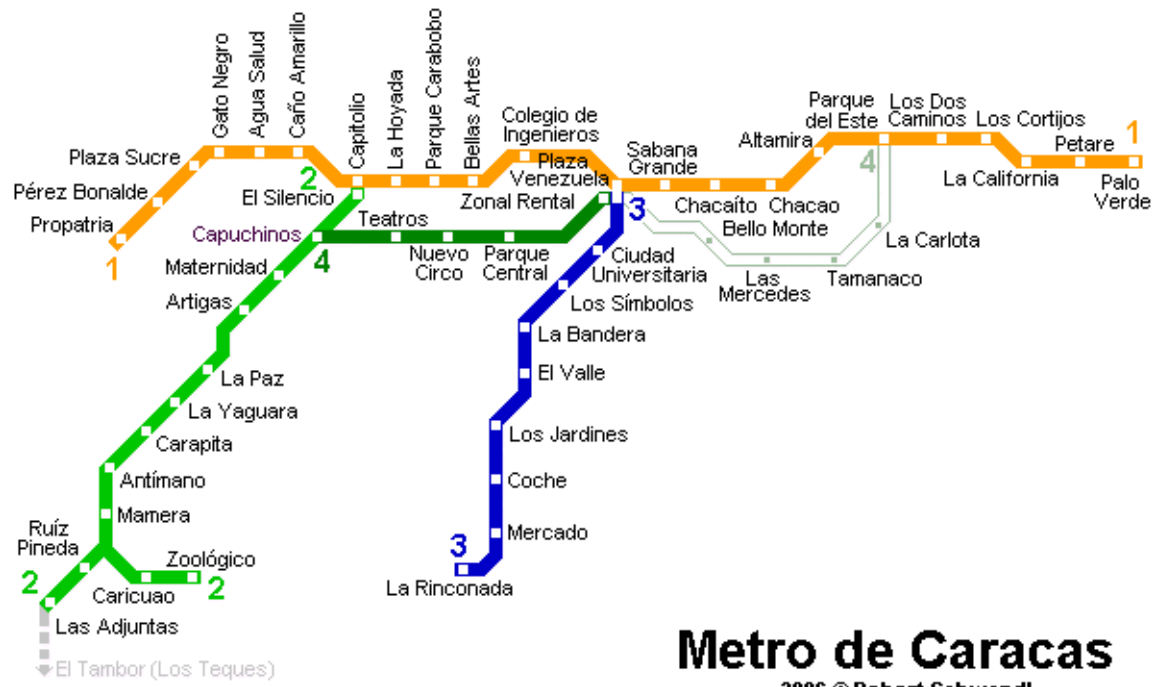 Gato Negro
Agua Salud
Caño Amarillo
Capitolio
La Hoyada
Parque Carabobo
Bellas Artes
Colegio de
Ingenieros
Plaza
Venezuela
Zonal Rental
Sabana
Grande
Chacaíto
Chacao
Bello Monte
Altamira
Parque
del Este
Los Dos
Caminos
Los Cortijos
La California
Petare
1
Palo
Verde
4
Plaza Sucre
Pérez Bonalde
Propatria
1
2
El Silencio
Teatros
Capuchinos
4
Nuevo
Circo
Parque
Central
3
Ciudad
Universitaria
La Carlota
Las
Mercedes
Tamanaco
Maternidad
Artigas
Los Símbolos
La Bandera
El Valle
La Paz
La Yaguara
Carapita
Los Jardines
Antímano
Coche
Mamera
Mercado
Ruíz
Pineda
Zoológico
2
Caricuao
2
3
La Rinconada
Las Adjuntas
El Tambor (Los Teques)
Metro de Caracas
2006 © Robert Schwandl